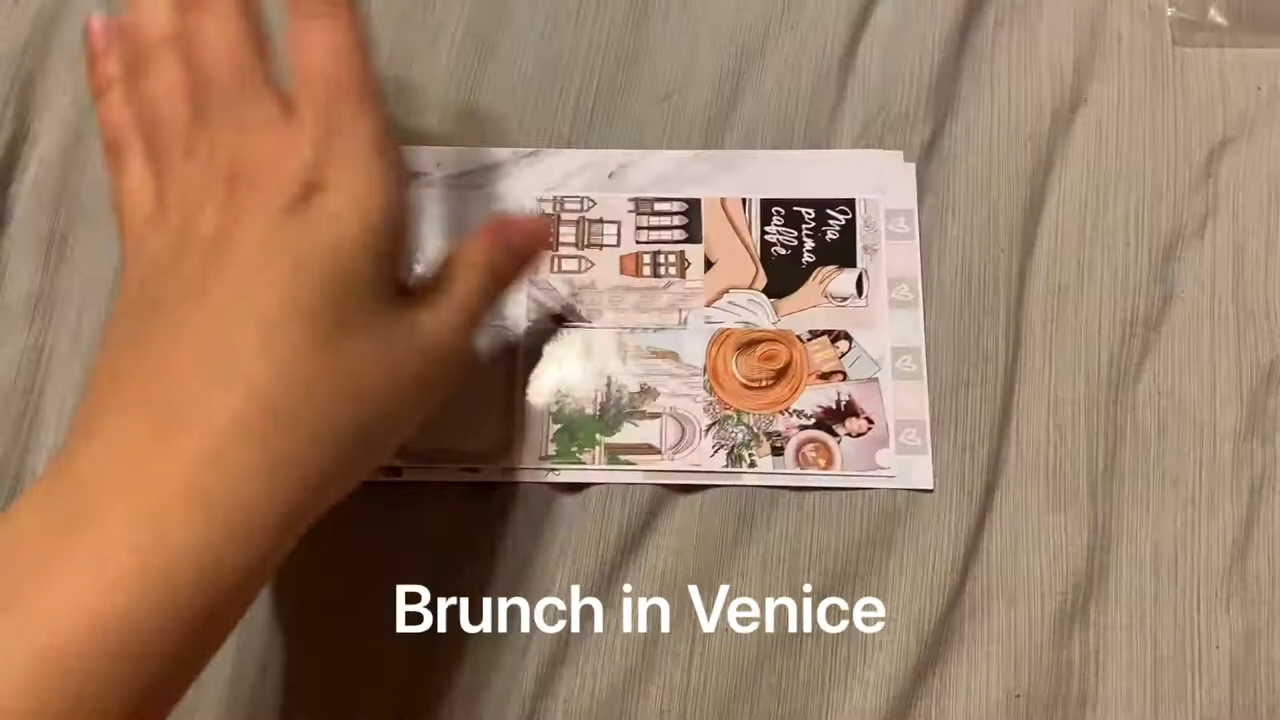 Ma
prima,
caffè.
Brunch in Venice